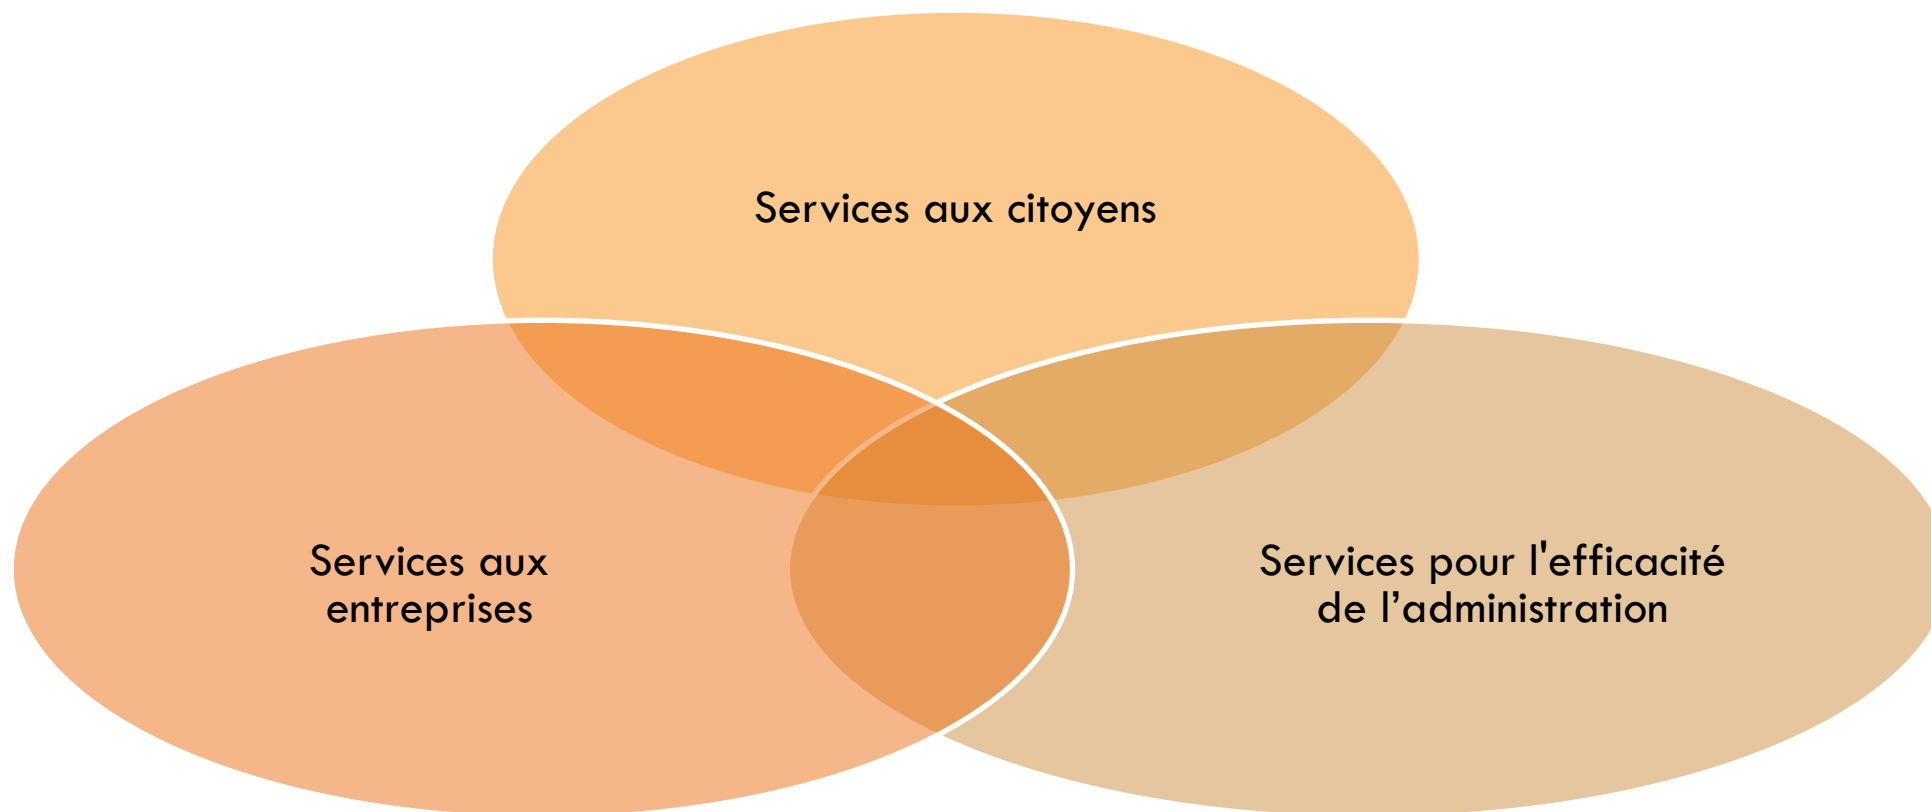 Services aux citoyens
Services aux
entreprises
Services pour l'efficacité
de l’administration